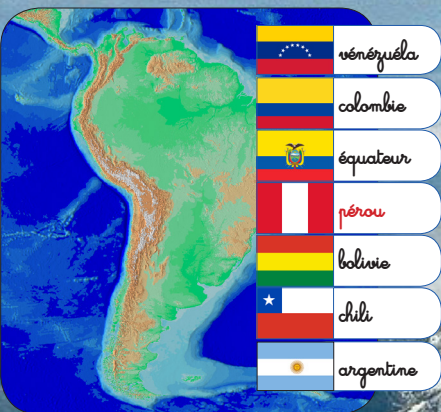 vénézuéla
colombie
équateur
pérou
bolivie
chili
argentine